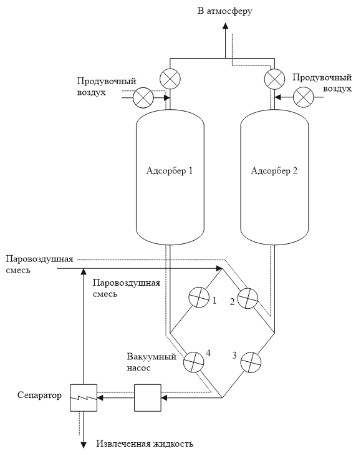 В атмосферу
Продувочный
воздух
Продувочный
воздух
Адсорбер 1
Адсорбер 2
Паровоздушная
смесь
Паровоздушная
смесь
1
2
Вакуумный
насос
4
3
Сепаратор
Извлеченная жидкость